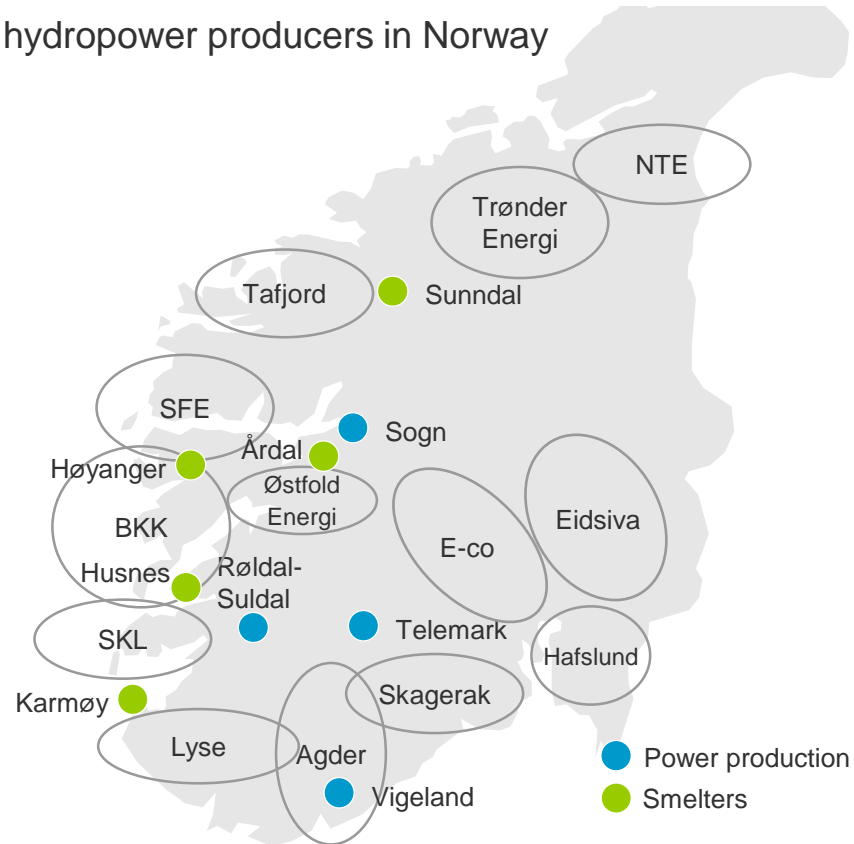 hydropower producers in Norway
NTE
Trønder
Energi
Tafjord
Sunndal
SFE
Sogn
Årdal
Høyanger
Østfold
Energi
BKK
E-co
Eidsiva
Husnes
Røldal-
Suldal
SKL
Telemark
Hafslund
Karmøy
Skagerak
Lyse
Agder
Power production
Vigeland
Smelters